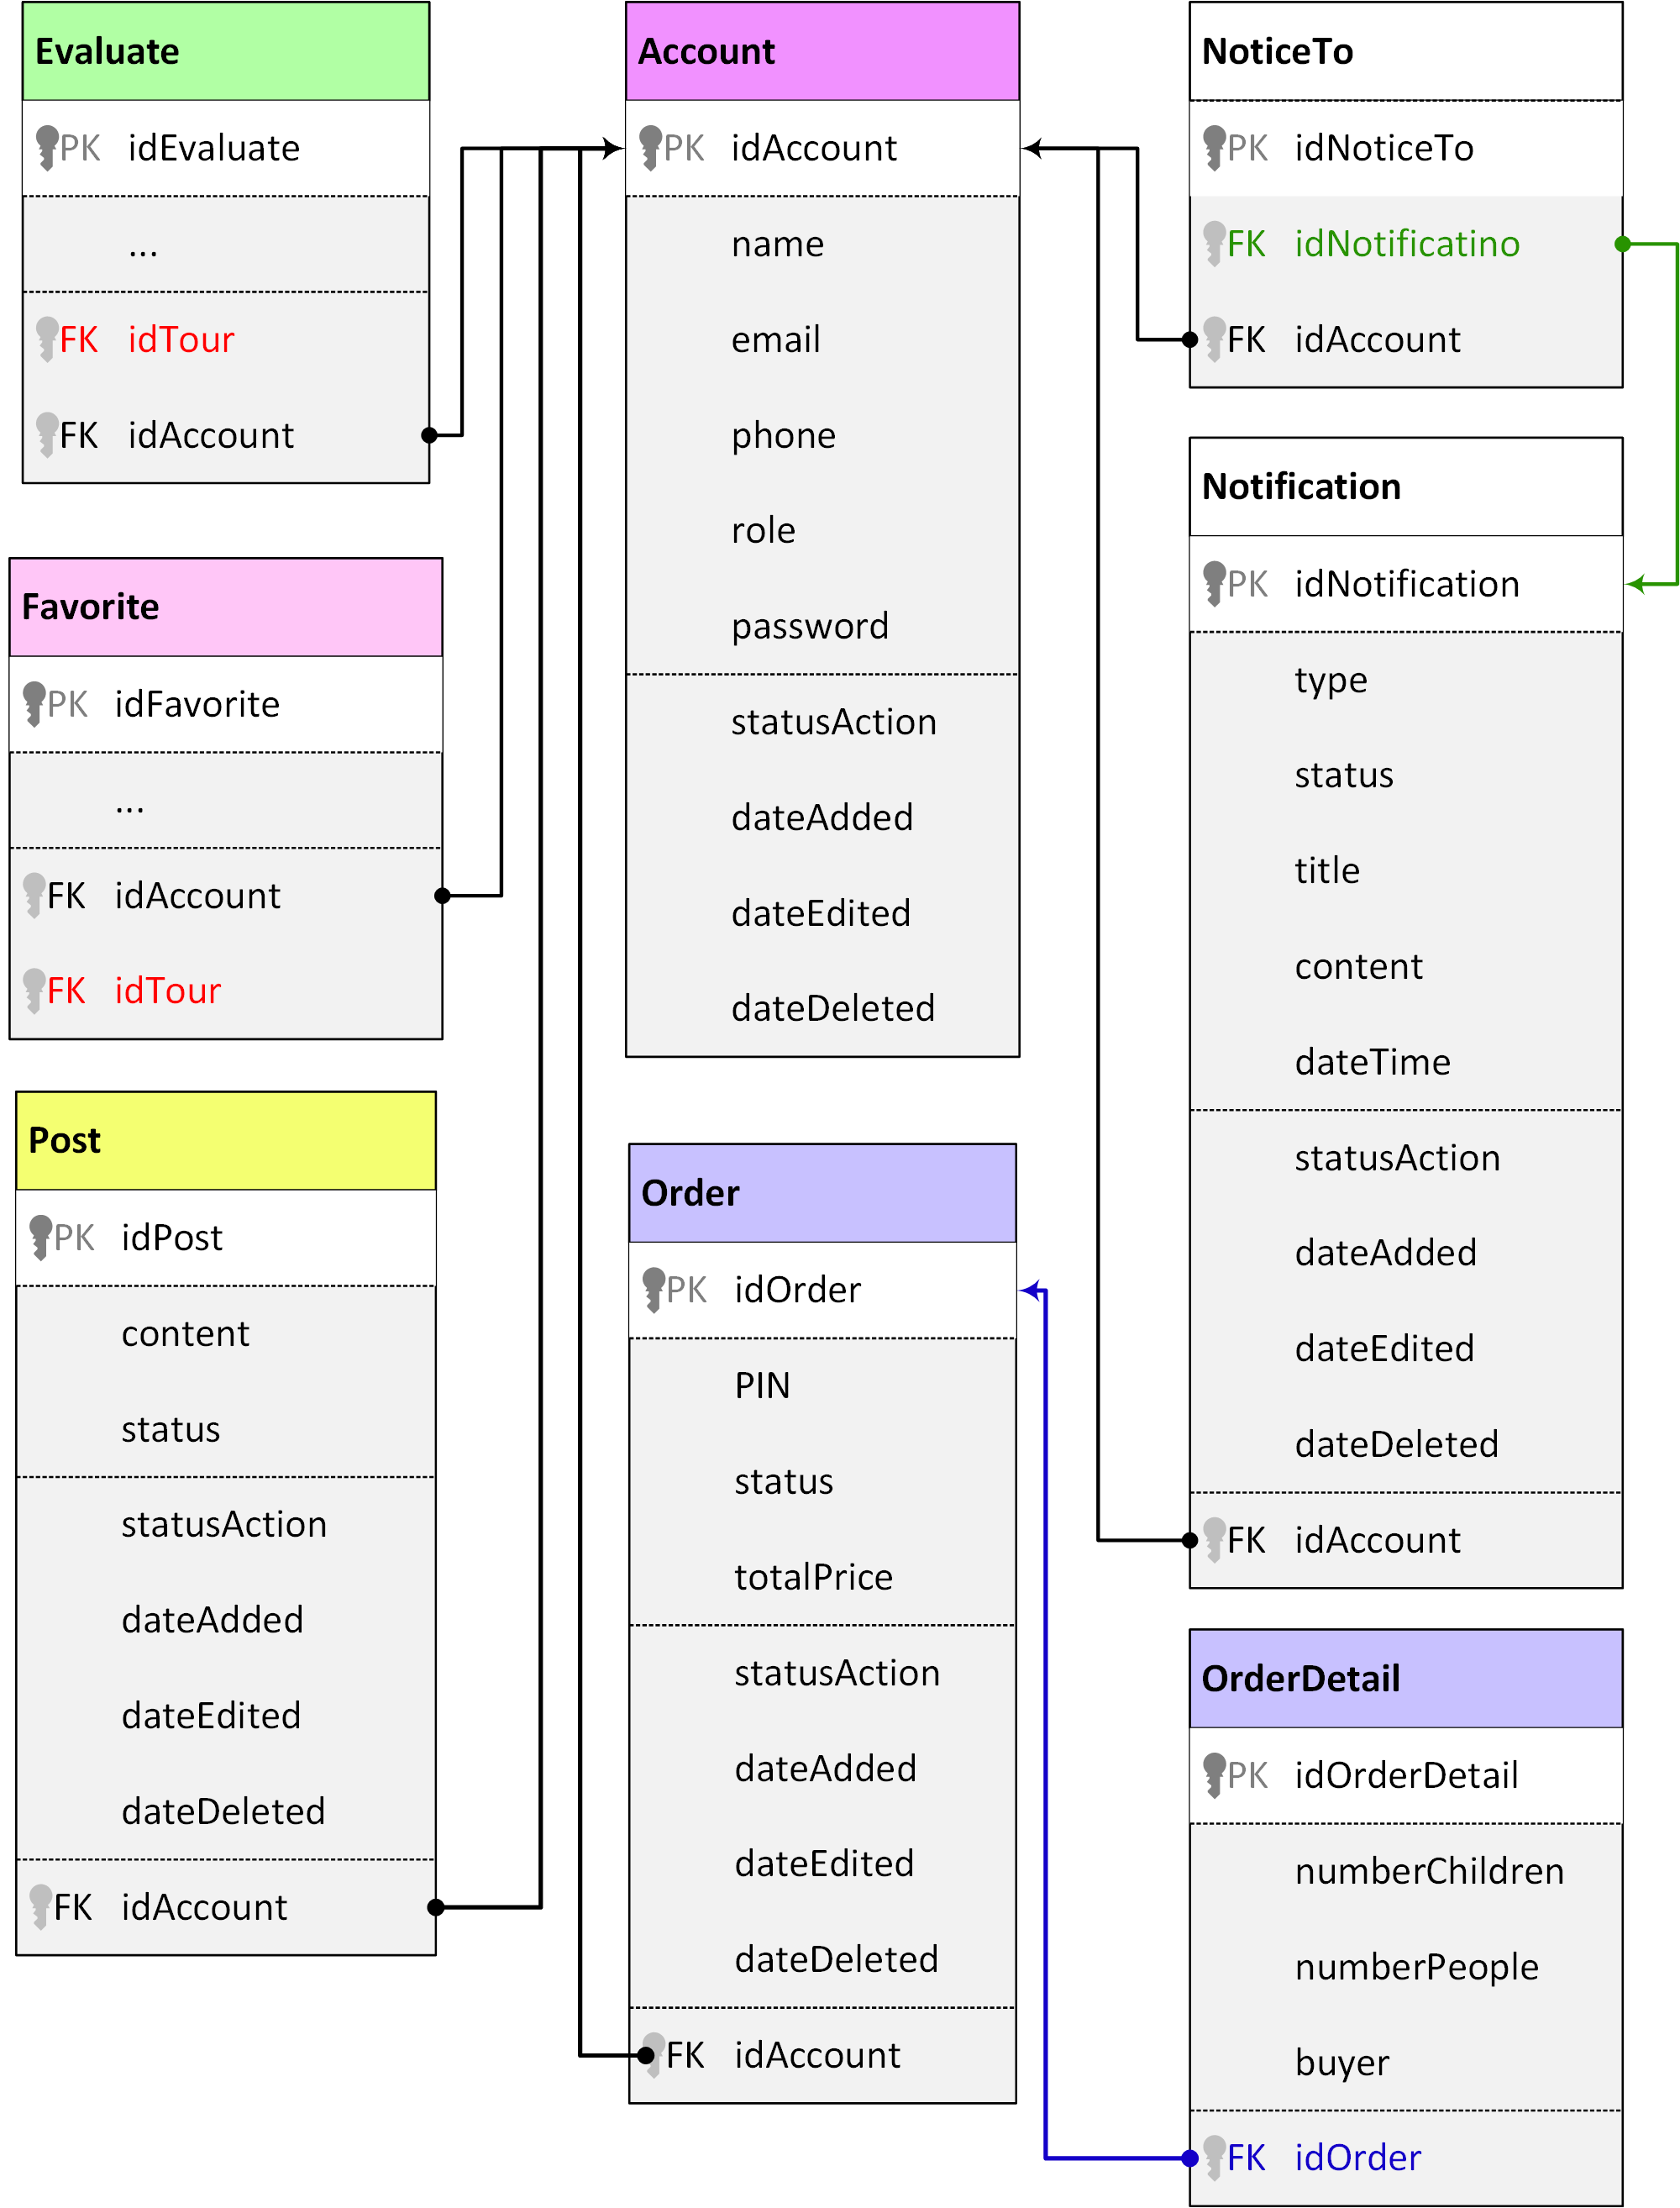 Evaluate
PK idEvaluate
...
FK idTour
FK idAccount
Favorite
PK idFavorite
...
FK idAccount
FK idTour
Post
PK idPost
content
status
statusAction
dateAdded
dateEdited
dateDeleted
FK idAccount
Account
PK idAccount
name
email
phone
role
password
statusAction
dateAdded
dateEdited
dateDeleted
Order
PK idOrder
PIN
status
totalPrice
statusAction
dateAdded
dateEdited
dateDeleted
FK idAccount
NoticeTo
PK idNoticeTo
FK idNotificatino
FK idAccount
Notification
PK idNotification
type
status
title
content
dateTime
statusAction
dateAdded
dateEdited
dateDeleted
FK idAccount
OrderDetail
PK idOrderDetail
numberChildren
numberPeople
buyer
FK idOrder